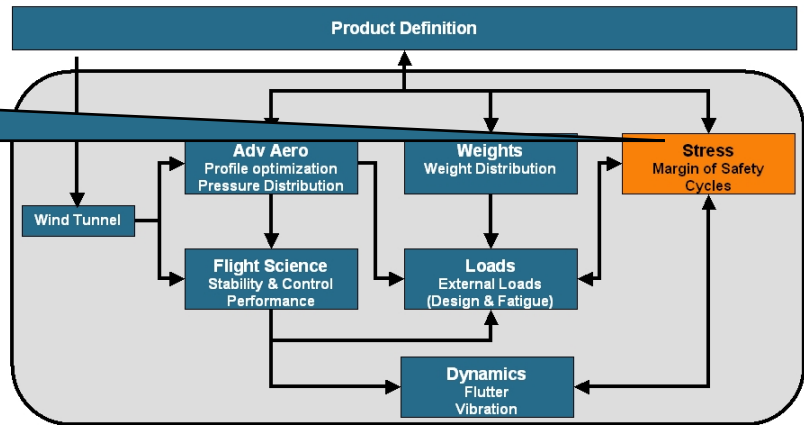 Product Definition
Adv Aero
Profile optimization
Pressure Distribution
Weights
Weight Distribution
Stress
Margin of Safety
Cycles
Wind Tunnel
Flight Science
Stability & Control
Performance
Loads
External Loads
(Design & Fatigue)
Dynamics
Flutter
Vibration